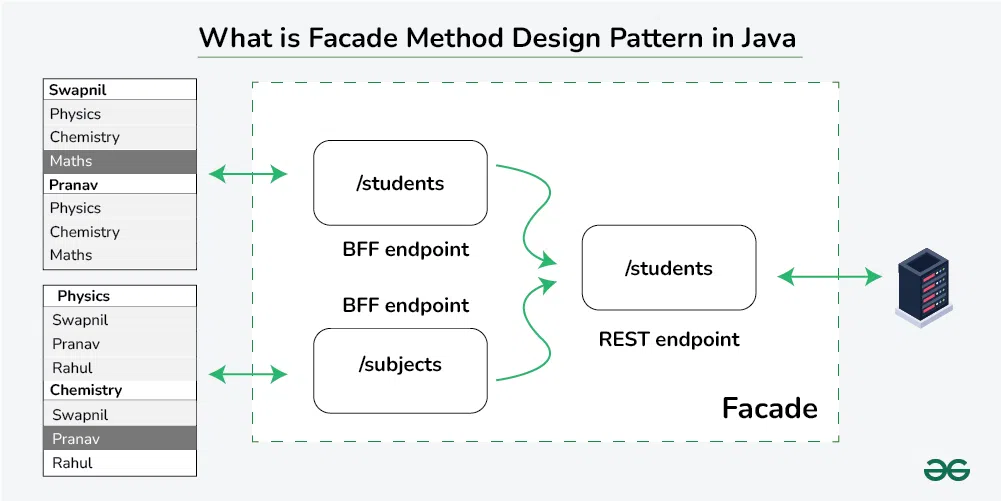 What is Facade Method Design Pattern in Java
Swapnil
Physics
Chemistry
Maths
Pranav
Physics
Chemistry
Maths
Physics
Swapnil
Pranav
Rahul
Chemistry
Swapnil
Pranav
Rahul
/students
BFF endpoint
BFF endpoint
/subjects
/students
REST endpoint
Facade